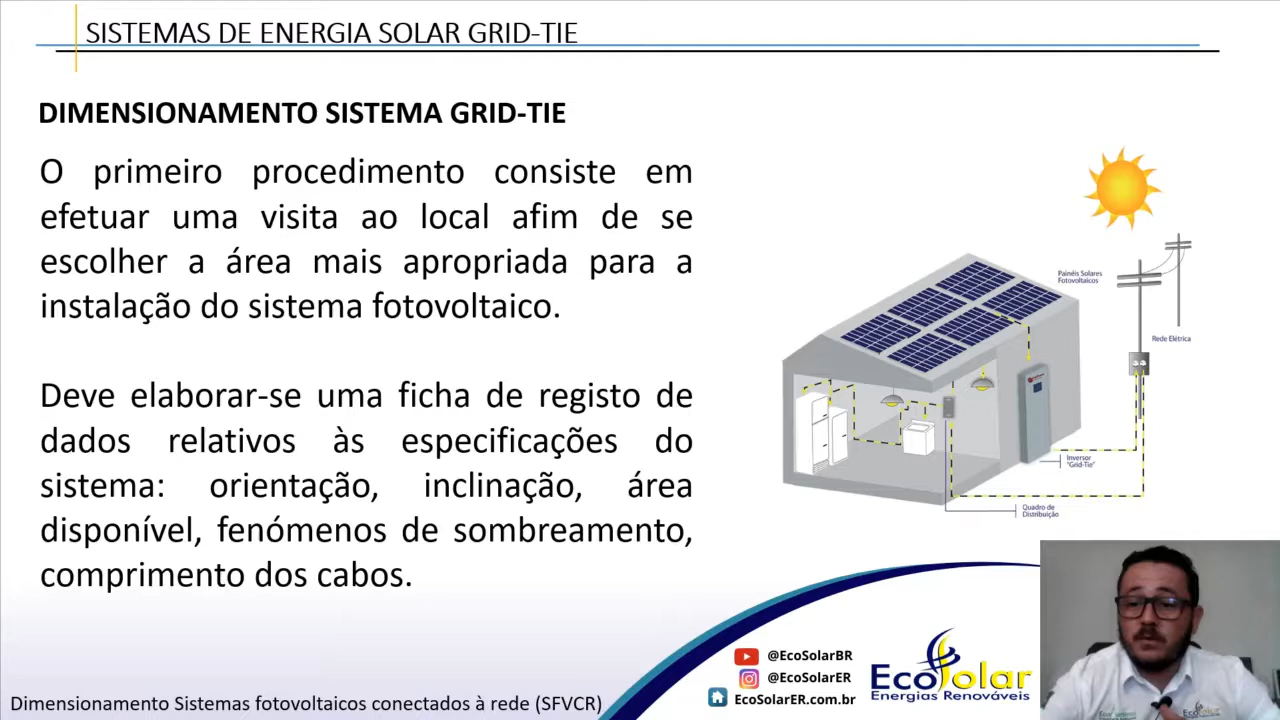 SISTEMAS DE ENERGIA SOLAR GRID-TIE
DIMENSIONAMENTO SISTEMA GRID-TIE
O primeiro procedimento consiste em
efetuar uma visita ao local afim de se
escolher a área mais apropriada para a
instalação do sistema fotovoltaico.
Deve elaborar-se uma ficha de registo de
dados relativos às especificações do
sistema: orientação, inclinação, área
disponível, fenómenos de sombreamento,
comprimento dos cabos.
Painéis Solares
Fotovoltaicos
Rede Elétrica
Inversor
"Grid-Tie"
Quadro de
Distribuição
@EcoSolarBR
@EcoSolarER
EcoSolarER.com.br
EcoSolar
Energias Renováveis
Dimensionamento Sistemas fotovoltaicos conectados à rede (SFVCR)